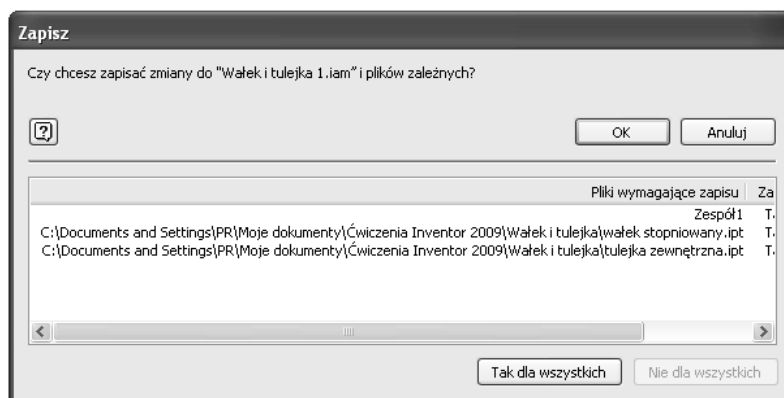 Zapisz
Czy chcesz zapisać zmiany do "Wałek i tulejka 1.iam" i plików zależnych?
OK Anuluj
Pliki wymagające zapisu Za
Zespół1 T.
C:\Documents and Settings\PR\Moje dokumenty\Ćwiczenia Inventor 2009\Wałek i tulejka\wałek stopniowany.ipt T.
C:\Documents and Settings\PR\Moje dokumenty\Ćwiczenia Inventor 2009\Wałek i tulejka\tulejka zewnętrzna.ipt T.
Tak dla wszystkich Nie dla wszystkich